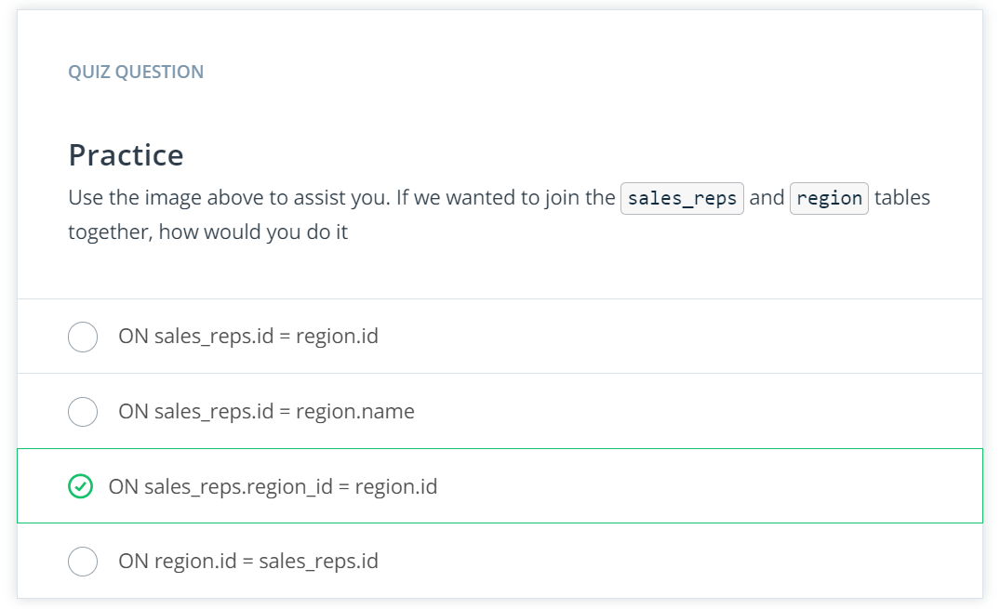 QUIZ QUESTION
Practice
Use the image above to assist you. If we wanted to join the sales_reps and region tables
together, how would you do it
ON sales_reps.id = region.id
ON sales_reps.id = region.name
ON sales_reps.region_id = region.id
ON region.id = sales_reps.id